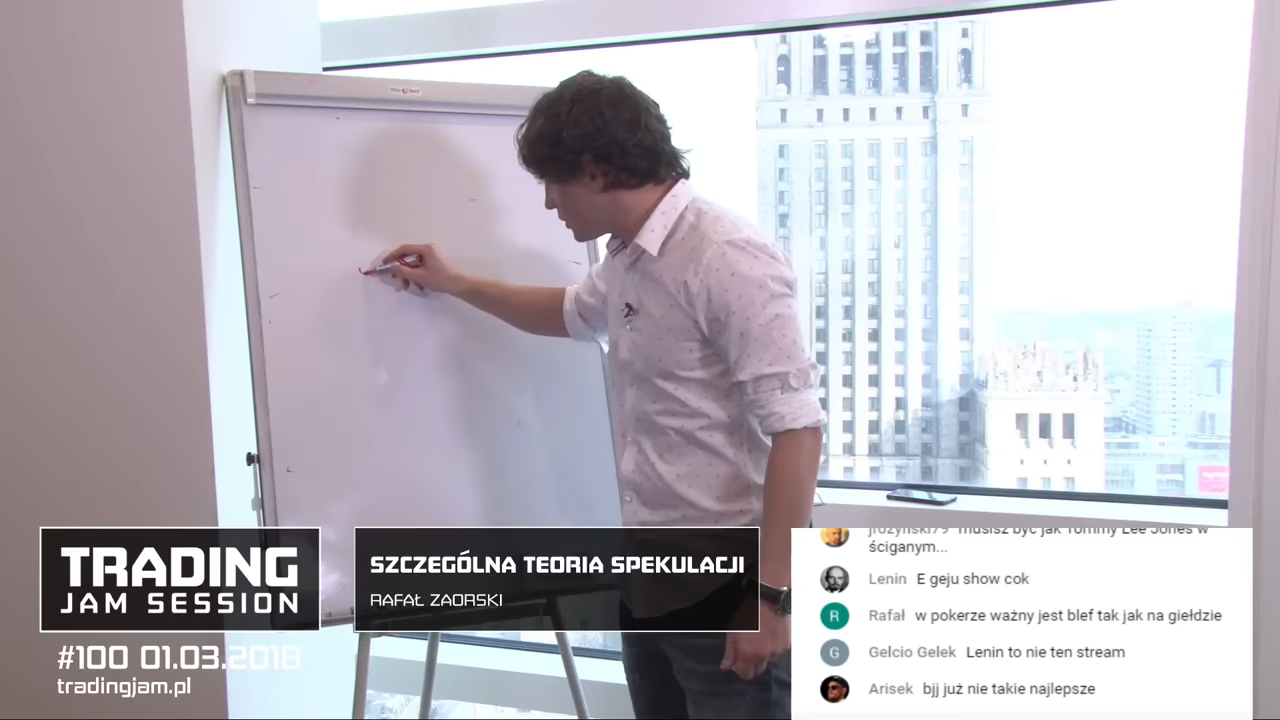 TRADING
JAM SESSION
#100 01.03.2018
tradingjam.pl
SZCZEGÓLNA TEORIA SPEKULACJI
RAFAŁ ZAORSKI
jrozynski79 musisz być jak Tommy Lee Jones w
ściganym...
Lenin E geju show cok
R Rafał w pokerze ważny jest blef tak jak na giełdzie
G Gelcio Gelek Lenin to nie ten stream
Arisek bjj już nie takie najlepsze